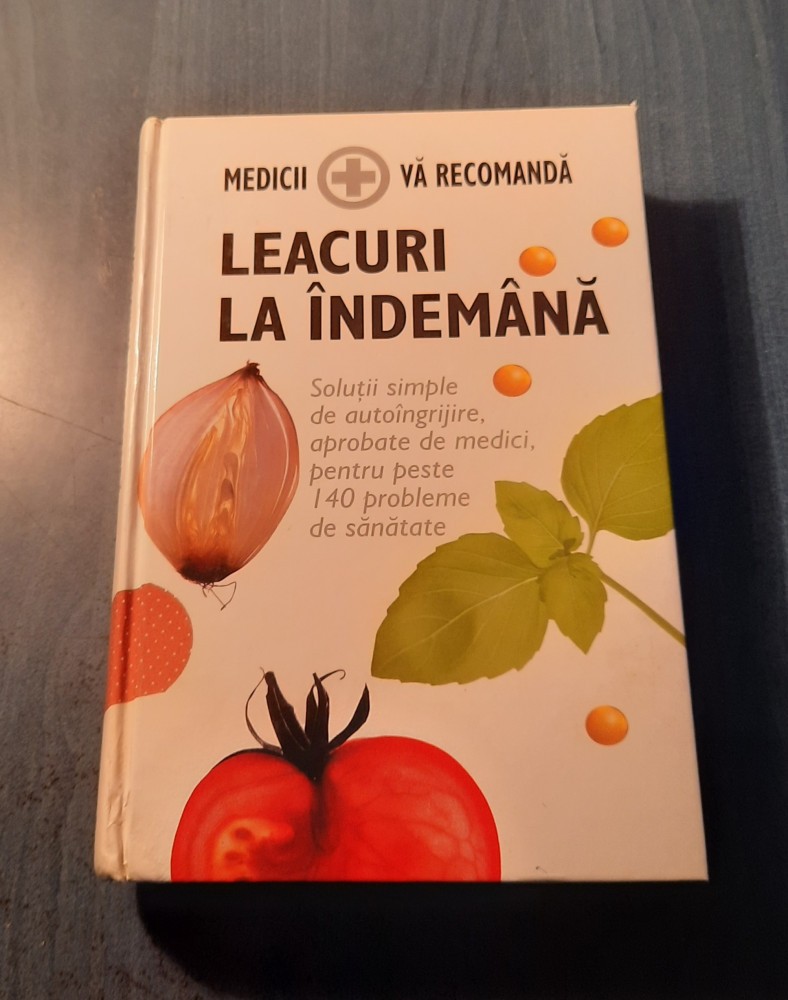 MEDICII VĂ RECOMANDĂ
LEACURI
LA ÎNDEMÂNĂ
Soluții simple
de autoîngrijire,
aprobate de medici,
pentru peste
140 probleme
de sănătate